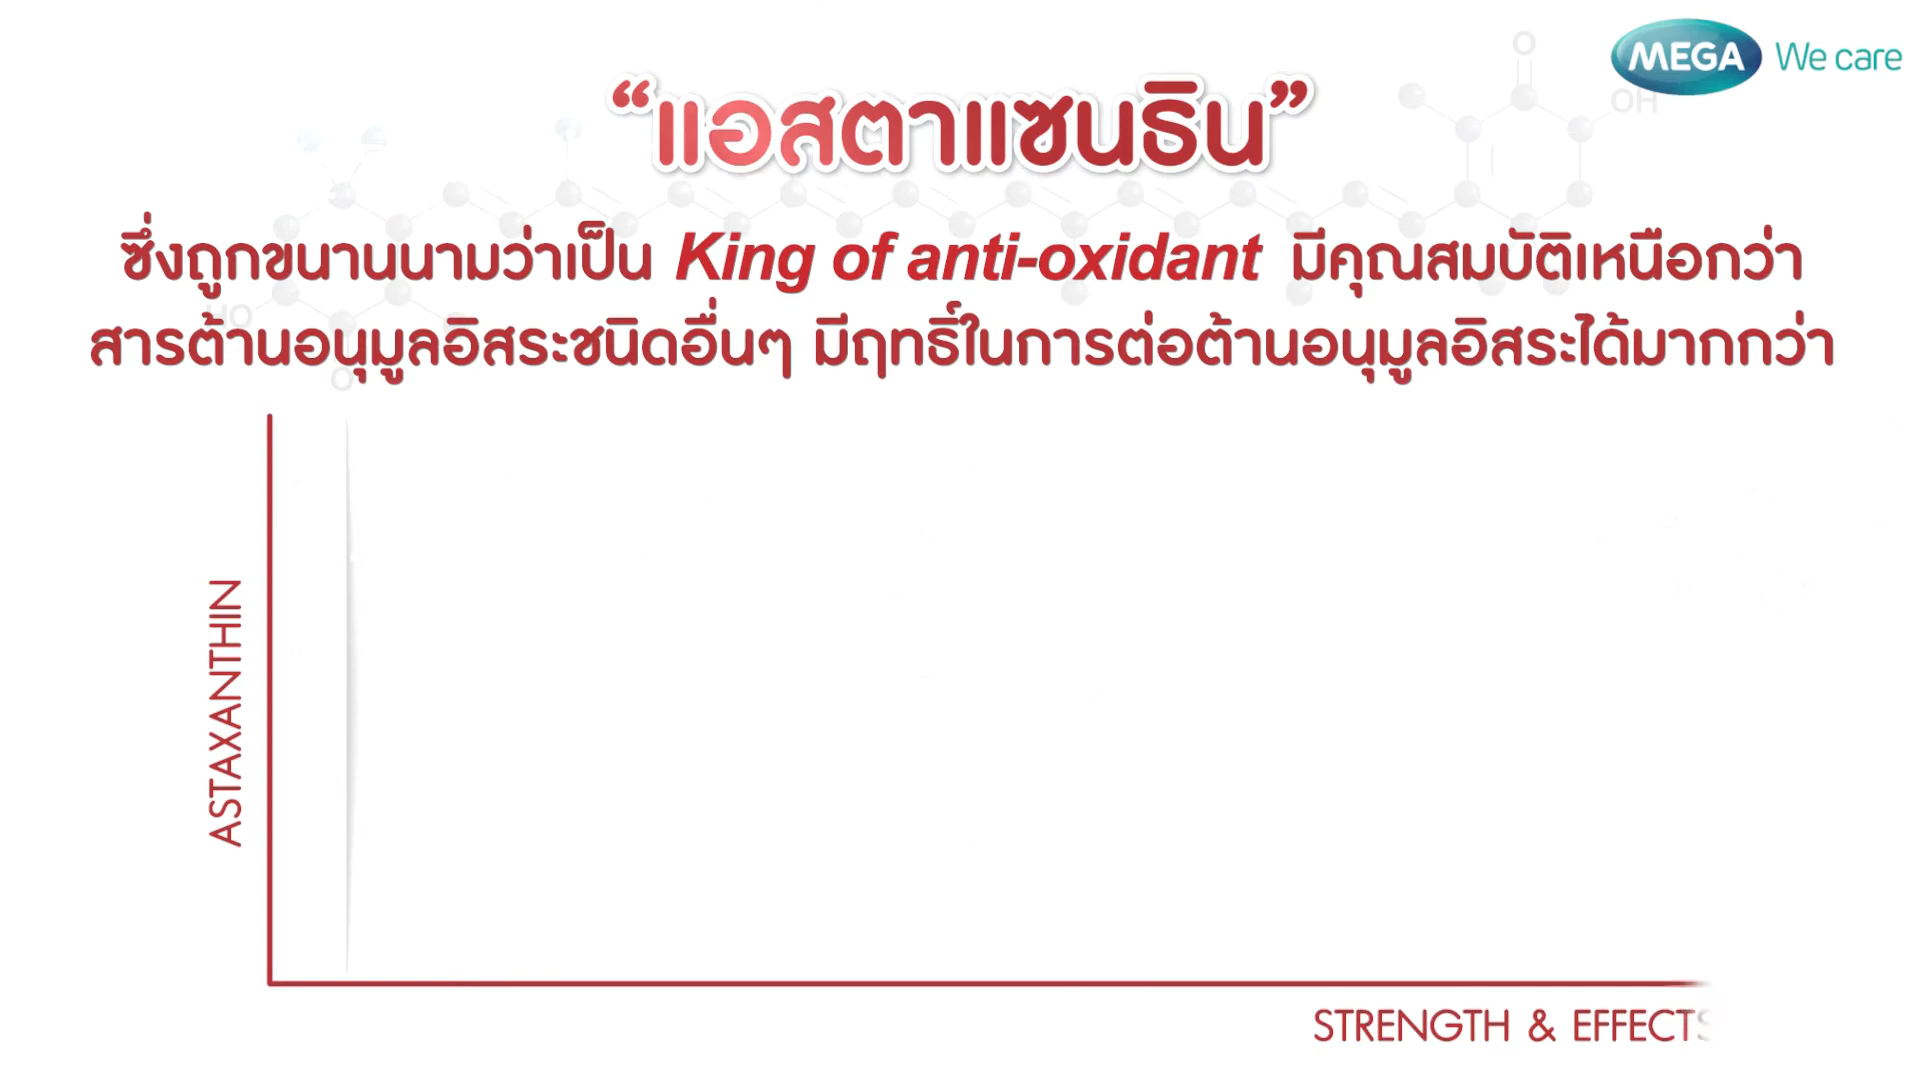 MEGA We care
“แอสตาแซนธิน”
ซึ่งถูกขนานนามว่าเป็น King of anti-oxidant มีคุณสมบัติเหนือกว่า
สารต้านอนุมูลอิสระชนิดอื่นๆ มีฤทธิ์ในการต่อต้านอนุมูลอิสระได้มากกว่า
O
OH
HO
O
ASTAXANTHIN
STRENGTH & EFFECTS